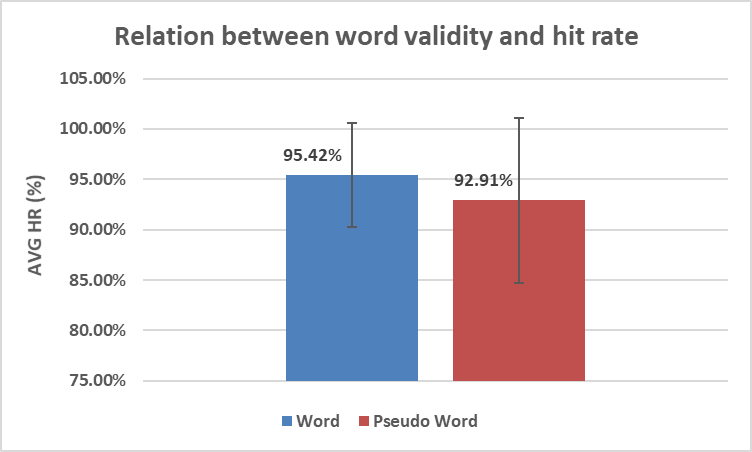 Relation between word validity and hit rate
105.00%
100.00%
95.00%
90.00%
85.00%
80.00%
75.00%
AVG HR (%)
95.42%
92.91%
Word
Pseudo Word